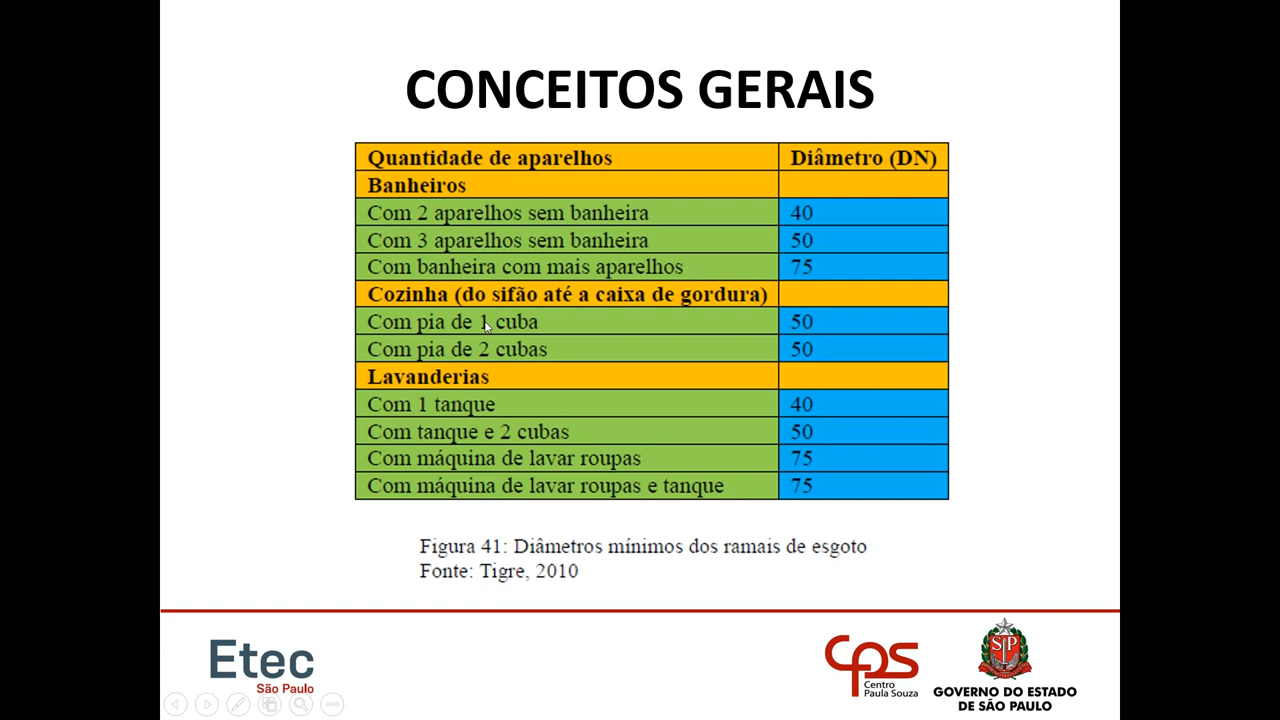 CONCEITOS GERAIS
Quantidade de aparelhos Diâmetro (DN)
Banheiros
Com 2 aparelhos sem banheira 40
Com 3 aparelhos sem banheira 50
Com banheira com mais aparelhos 75
Cozinha (do sifão até a caixa de gordura)
Com pia de 1 cuba 50
Com pia de 2 cubas 50
Lavanderias
Com 1 tanque 40
Com tanque e 2 cubas 50
Com máquina de lavar roupas 75
Com máquina de lavar roupas e tanque 75
Figura 41: Diâmetros mínimos dos ramais de esgoto
Fonte: Tigre, 2010
Etec
São Paulo
cps
Centro
Paula Souza
SP
GOVERNO DO ESTADO
DE SÃO PAULO